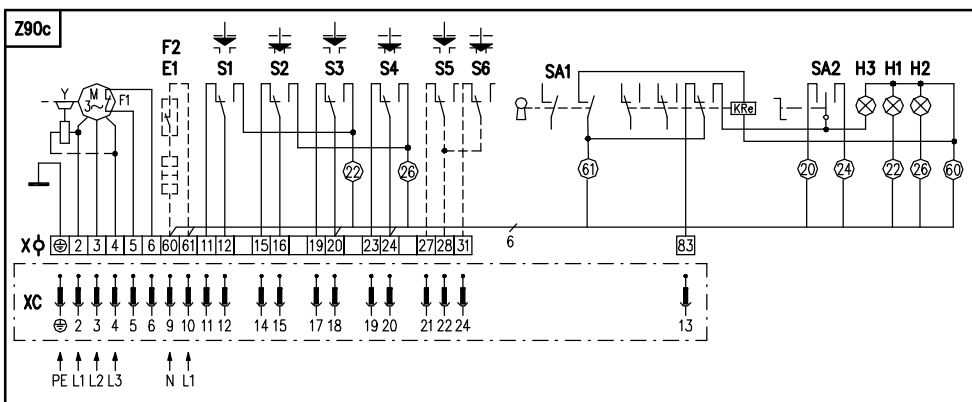 Z90c
F2
E1 S1 S2 S3 S4 S5 S6 SA1 SA2 H3 H1 H2
Y M 3~ F1
KRe
22 26 61 20 24 22 26 60
X 2 3 4 5 6 60 61 11 12 15 16 19 20 23 24 27 28 31 6 83
XC
2 3 4 5 6 9 10 11 12 14 15 17 18 19 20 21 22 24 13
PE L1 L2 L3 N L1